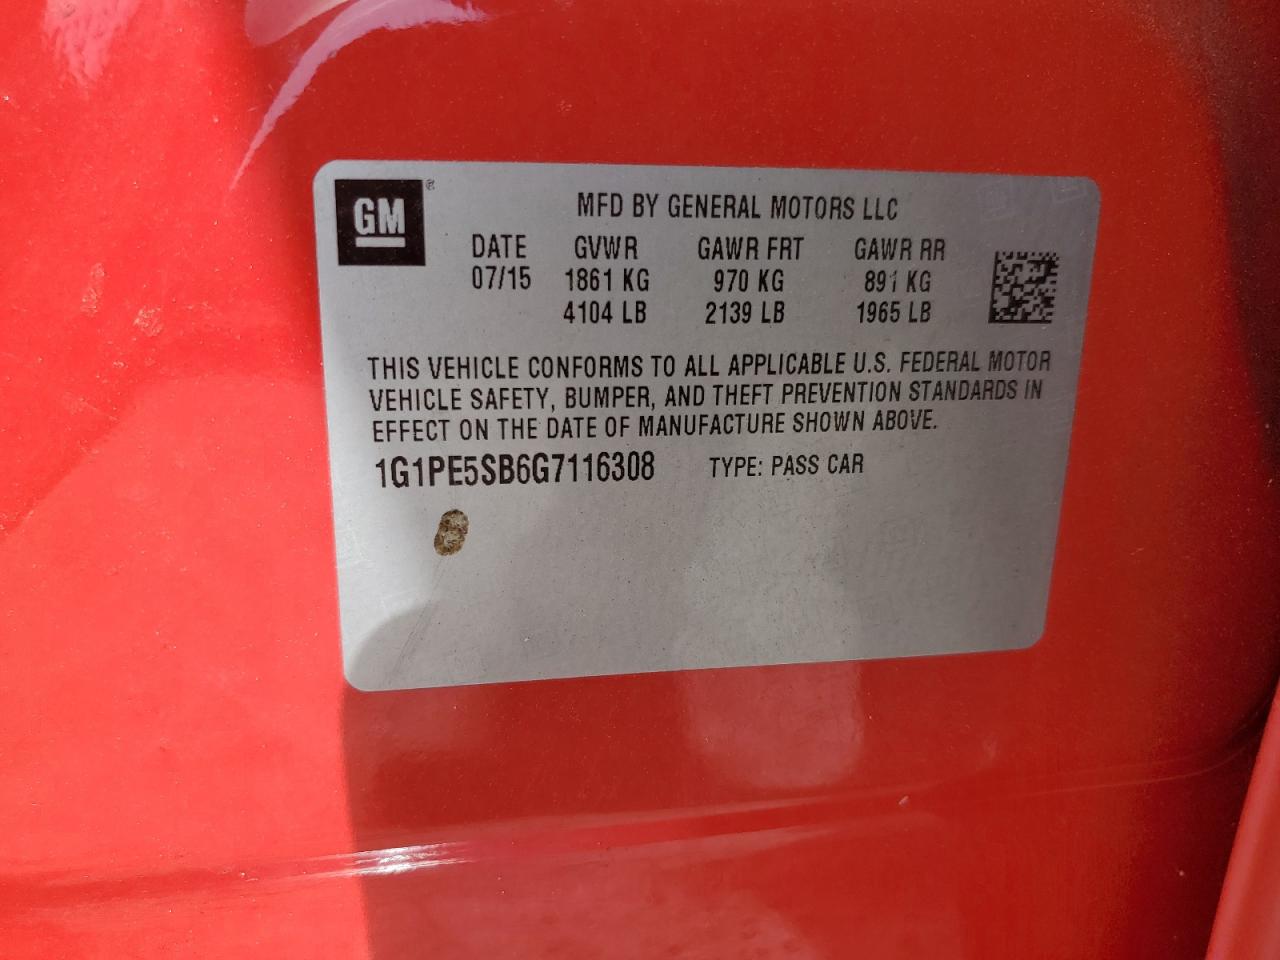 GM®
MFD BY GENERAL MOTORS LLC
DATE GVWR GAWR FRT GAWR RR
07/15 1861 KG 970 KG 891 KG
4104 LB 2139 LB 1965 LB
THIS VEHICLE CONFORMS TO ALL APPLICABLE U.S. FEDERAL MOTOR
VEHICLE SAFETY, BUMPER, AND THEFT PREVENTION STANDARDS IN
EFFECT ON THE DATE OF MANUFACTURE SHOWN ABOVE.
1G1PE5SB6G7116308 TYPE: PASS CAR